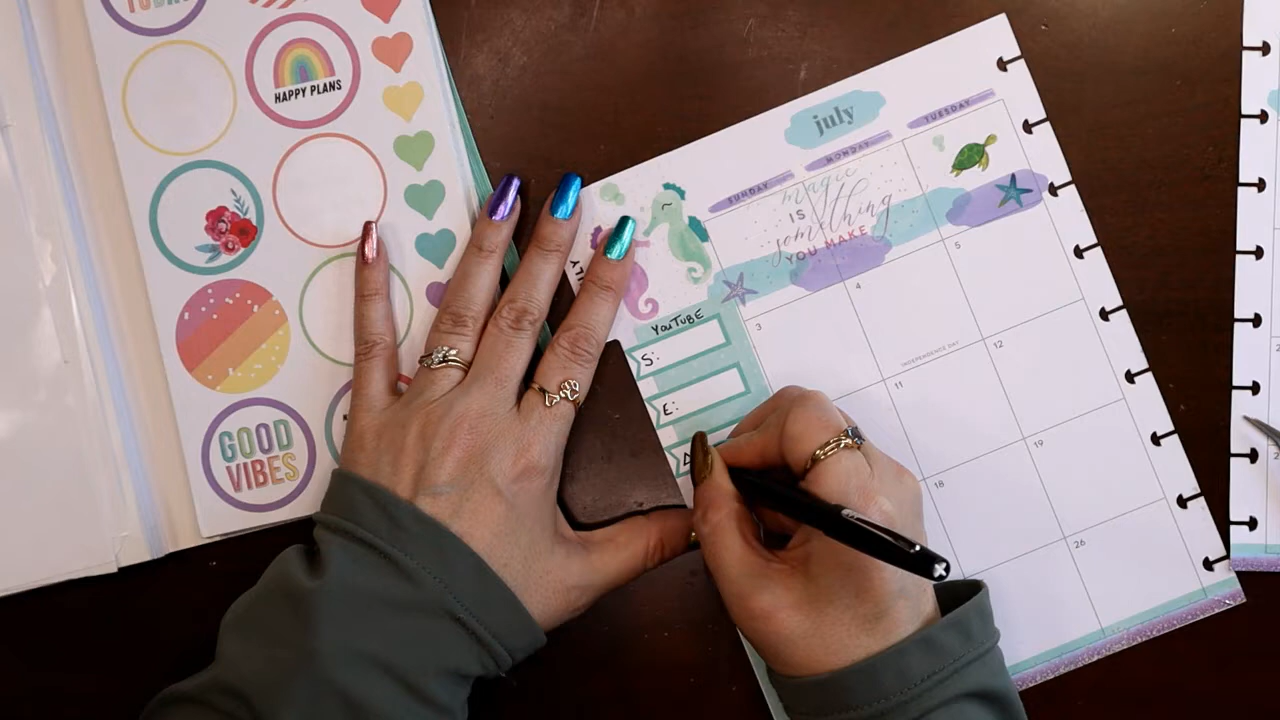 HAPPY PLANS
GOOD
VIBES
july
SUNDAY
MONDAY
TUESDAY
magic
IS
something
YOU MAKE
YouTube
S:
E:
3
4
INDEPENDENCE DAY
5
11
12
18
19
26